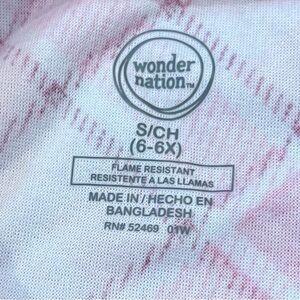 wonder
nation™
S/CH
(6-6X)
FLAME RESISTANT
RESISTENTE A LAS LLAMAS
MADE IN / HECHO EN
BANGLADESH
RN# 52469 01W